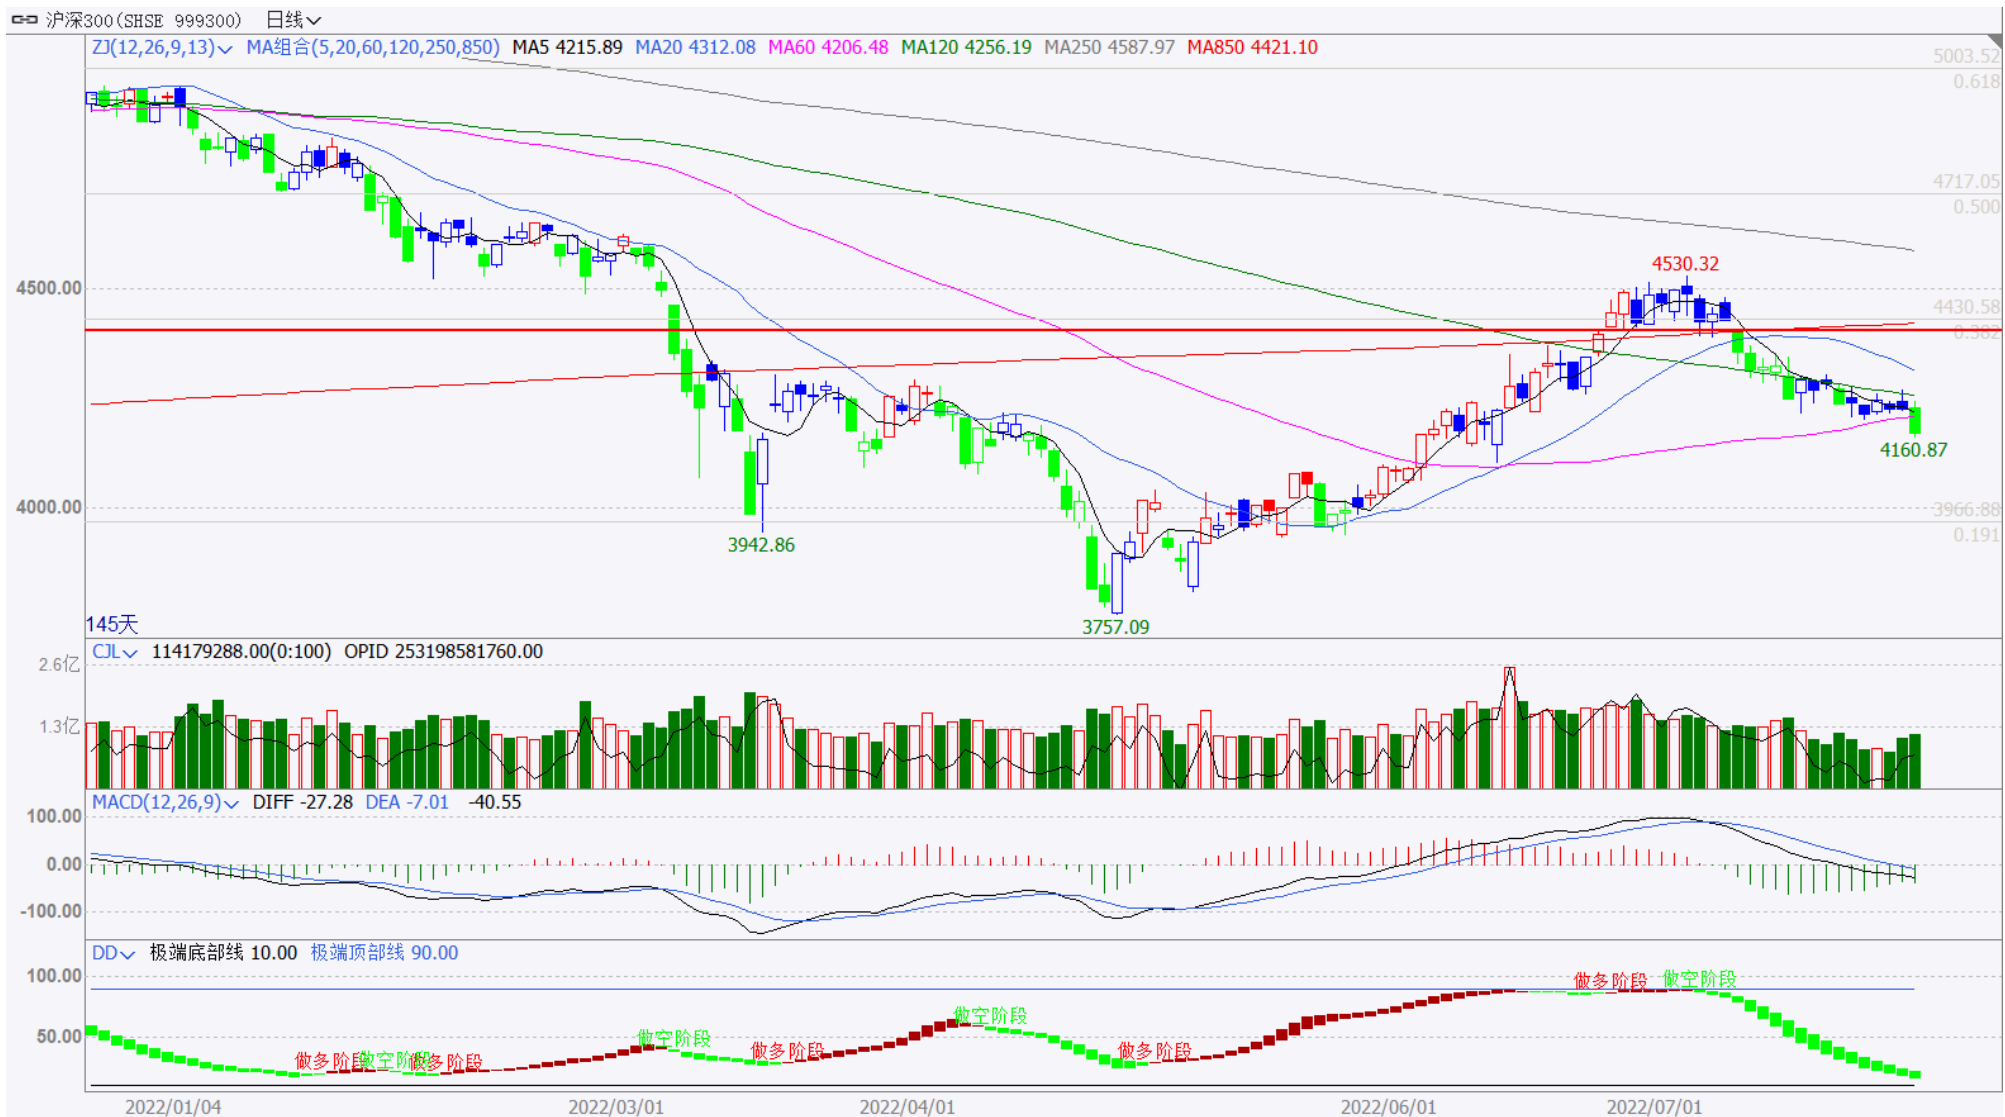 沪深300(SHSE 999300) 日线
ZJ(12,26,9,13) MA组合(5,20,60,120,250,850) MA5 4215.89 MA20 4312.08 MA60 4206.48 MA120 4256.19 MA250 4587.97 MA850 4421.10
5003.52
0.618
4717.05
0.500
4530.32
4500.00
4430.58
0.382
4160.87
4000.00
3966.88
0.191
3942.86
3757.09
145天
CJL 114179288.00(0:100) OPID 253198581760.00
2.6亿
1.3亿
MACD(12,26,9) DIFF -27.28 DEA -7.01 -40.55
100.00
0.00
-100.00
DD 极端底部线 10.00 极端顶部线 90.00
100.00
做多阶段 做空阶段
做空阶段
50.00
做空阶段
做多阶段 做空阶段 做多阶段 做多阶段 做多阶段
2022/01/04 2022/03/01 2022/04/01 2022/06/01 2022/07/01